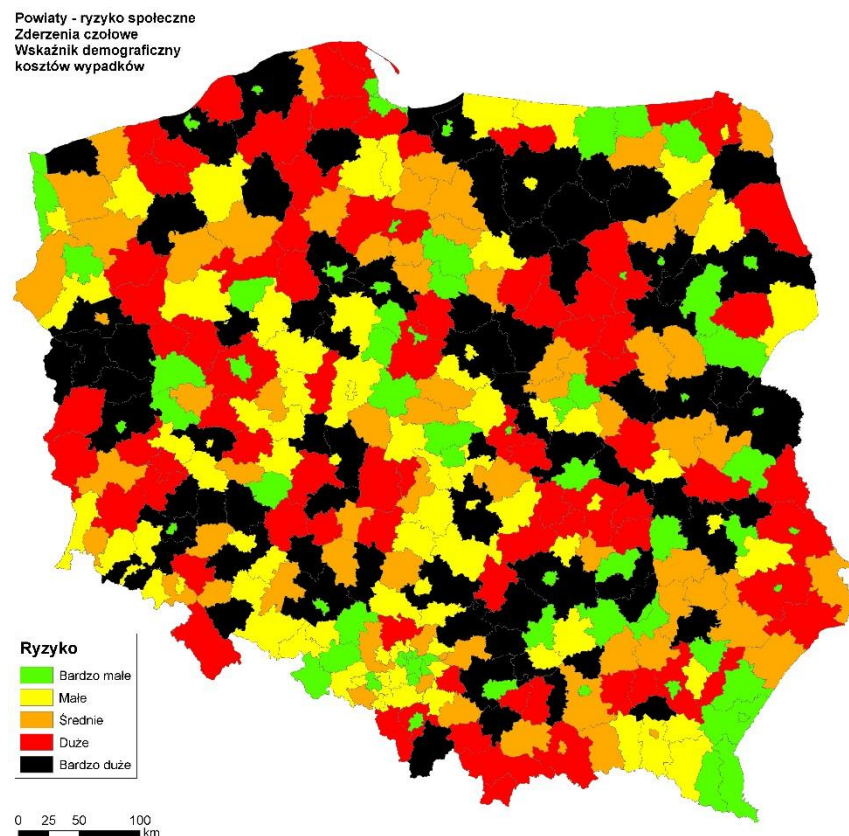 Powiaty - ryzyko społeczne
Zderzenia czołowe
Wskaźnik demograficzny
kosztów wypadków
Ryzyko
Bardzo małe
Małe
Średnie
Duże
Bardzo duże
0 25 50 100
km